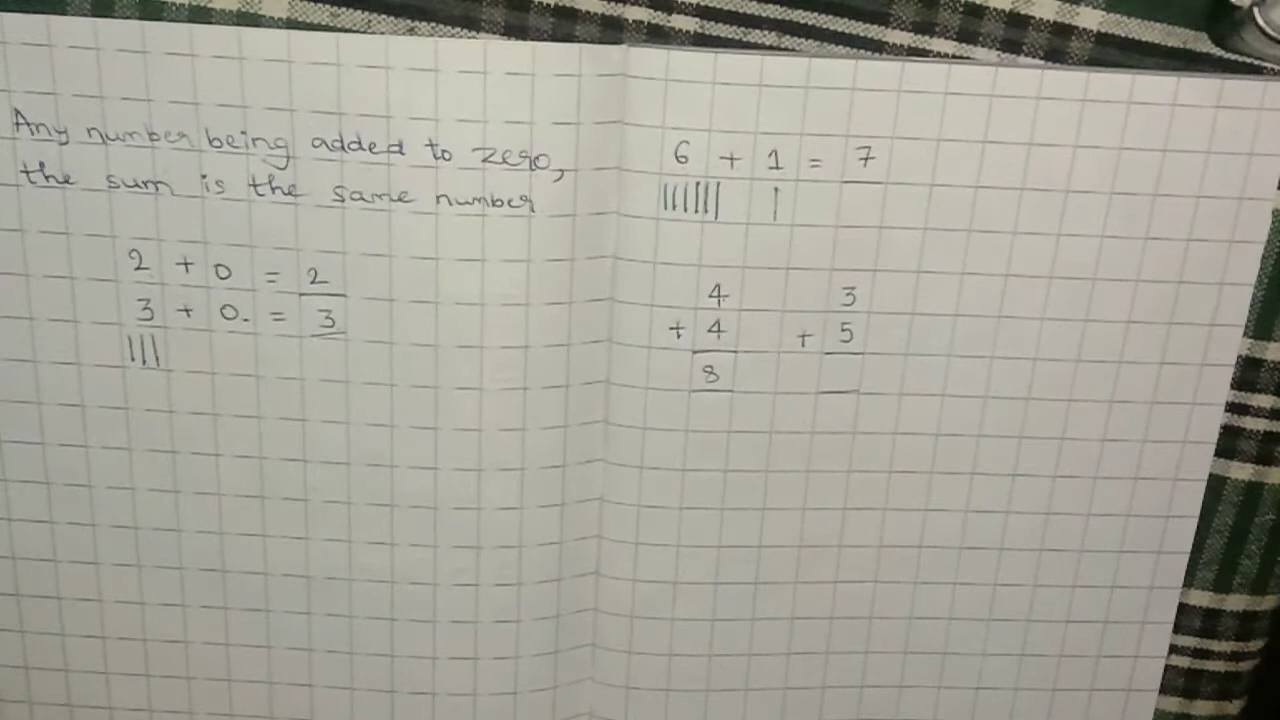 Any number being added to zero,
the sum is the same number
2 + 0 = 2
3 + 0. = 3
|||
6 + 1 = 7
||||||| |
4
+ 4
8
3
+ 5